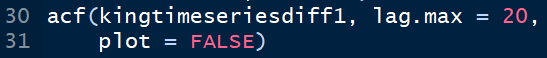 30 acf(kingtimeseriesdiff1, lag.max = 20,
31     plot = FALSE)